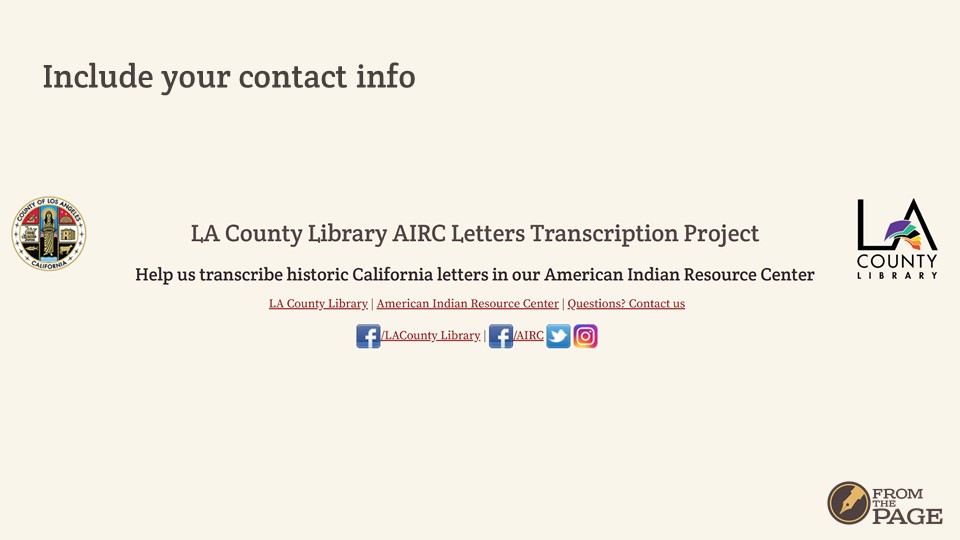 Include your contact info
COUNTY OF LOS ANGELES
CALIFORNIA
LA County Library AIRC Letters Transcription Project
Help us transcribe historic California letters in our American Indian Resource Center
LA County Library | American Indian Resource Center | Questions? Contact us
/LACounty Library | /AIRC
LA
COUNTY
LIBRARY
FROM
THE
PAGE